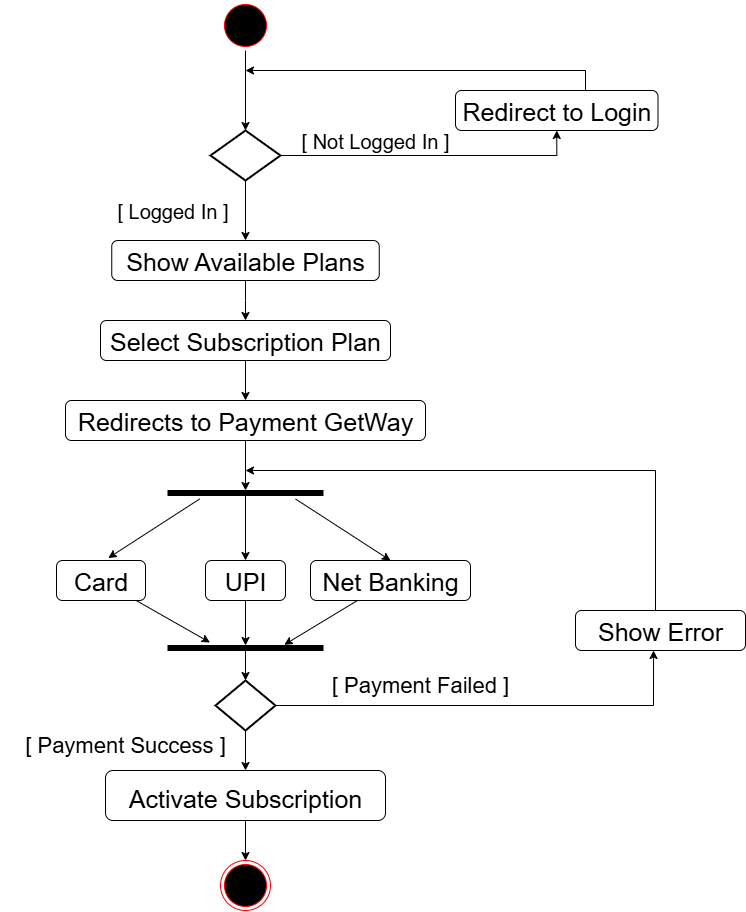 Redirect to Login
[ Not Logged In ]
[ Logged In ]
Show Available Plans
Select Subscription Plan
Redirects to Payment GetWay
Card
UPI
Net Banking
Show Error
[ Payment Failed ]
[ Payment Success ]
Activate Subscription